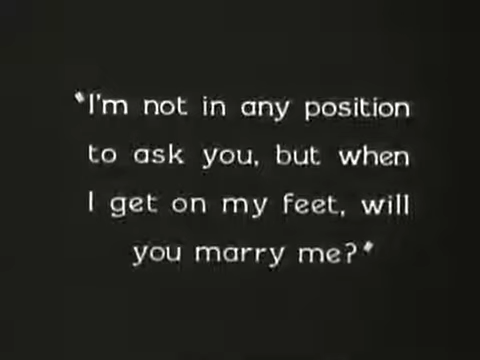 "I'm not in any position
to ask you, but when
I get on my feet, will
you marry me?"